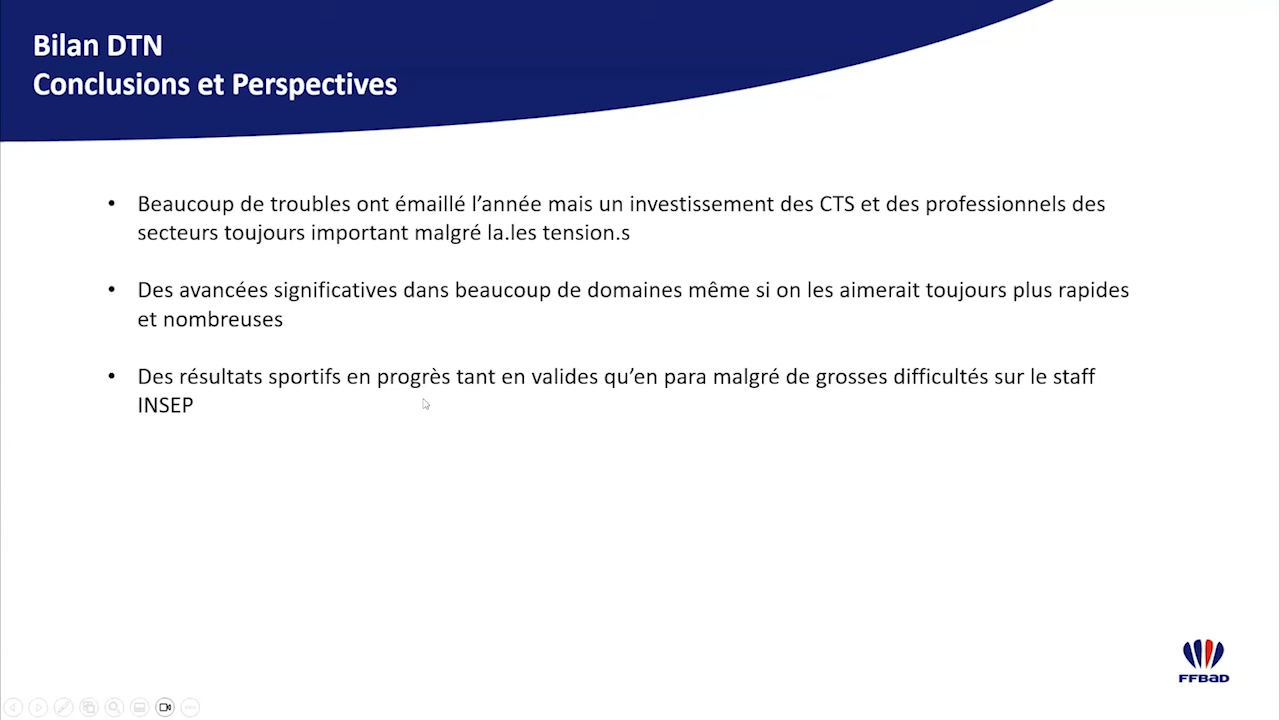 Bilan DTN
Conclusions et Perspectives
• Beaucoup de troubles ont émaillé l’année mais un investissement des CTS et des professionnels des
secteurs toujours important malgré la.les tension.s
• Des avancées significatives dans beaucoup de domaines même si on les aimerait toujours plus rapides
et nombreuses
• Des résultats sportifs en progrès tant en valides qu’en para malgré de grosses difficultés sur le staff
INSEP
FFBaD